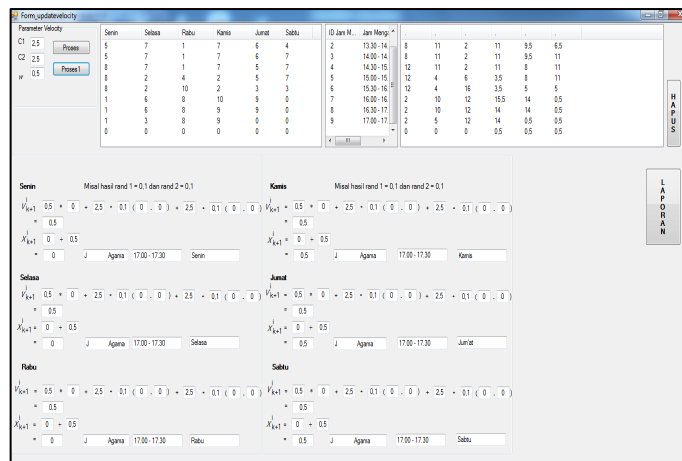 Form_updatevelocity
Parameter Velocity
C1 2,5 Proses
C2 2,5
w 0,5 Proses1
Senin Selasa Rabu Kamis Jumat Sabtu
5 7 1 7 6 4
5 7 1 7 6 7
8 7 1 5 7 7
8 2 4 2 5 7
8 2 10 2 3 3
1 6 8 10 9 0
1 6 8 9 9 0
1 3 8 9 0 0
0 0 0 0 0 0
ID Jam M... Jam Menga
2 13.30 - 14.
3 14.00 - 14.
4 14.30 - 15.
5 15.00 - 15.
6 15.30 - 16.
7 16.00 - 16.
8 16.30 - 17.
9 17.00 - 17.
. . . . . .
8 11 2 11 9,5 6,5
8 11 2 11 9,5 11
12 11 2 11 8 11
12 4 6 3,5 8 11
12 4 16 3,5 5 5
2 10 12 15,5 14 0,5
2 10 12 14 14 0,5
2 5 12 14 0,5 0,5
0 0 0 0,5 0,5 0,5
HAPUS
LAPORAN
Senin Misal hasil rand 1 = 0,1 dan rand 2 = 0,1
V i k+1 = 0,5 * 0 + 2,5 * 0,1 ( 0 . 0 ) + 2,5 * 0,1 ( 0 . 0 )
= 0,5
X i k+1 = 0 + 0,5
= 0 J Agama 17.00 - 17.30 Senin
Selasa
V i k+1 = 0,5 * 0 + 2,5 * 0,1 ( 0 . 0 ) + 2,5 * 0,1 ( 0 . 0 )
= 0,5
X i k+1 = 0 + 0,5
= 0 J Agama 17.00 - 17.30 Selasa
Rabu
V i k+1 = 0,5 * 0 + 2,5 * 0,1 ( 0 . 0 ) + 2,5 * 0,1 ( 0 . 0 )
= 0,5
X i k+1 = 0 + 0,5
= 0 J Agama 17.00 - 17.30 Rabu
Kamis Misal hasil rand 1 = 0,1 dan rand 2 = 0,1
V i k+1 = 0,5 * 0 + 2,5 * 0,1 ( 0 . 0 ) + 2,5 * 0,1 ( 0 . 0 )
= 0,5
X i k+1 = 0 + 0,5
= 0,5 J Agama 17.00 - 17.30 Kamis
Jumat
V i k+1 = 0,5 * 0 + 2,5 * 0,1 ( 0 . 0 ) + 2,5 * 0,1 ( 0 . 0 )
= 0,5
X i k+1 = 0 + 0,5
= 0,5 J Agama 17.00 - 17.30 Jum'at
Sabtu
V i k+1 = 0,5 * 0 + 2,5 * 0,1 ( 0 . 0 ) + 2,5 * 0,1 ( 0 . 0 )
= 0,5
X i k+1 = 0 + 0,5
= 0,5 J Agama 17.00 - 17.30 Sabtu